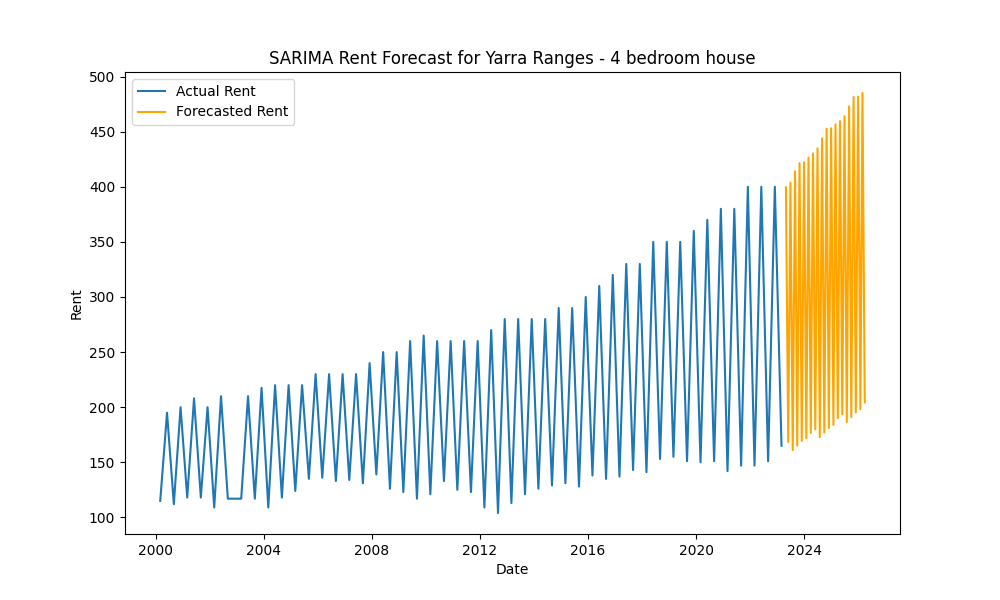 SARIMA Rent Forecast for Yarra Ranges - 4 bedroom house
Actual Rent
Forecasted Rent
500
450
400
350
300
250
200
150
100
Rent
2000 2004 2008 2012 2016 2020 2024
Date